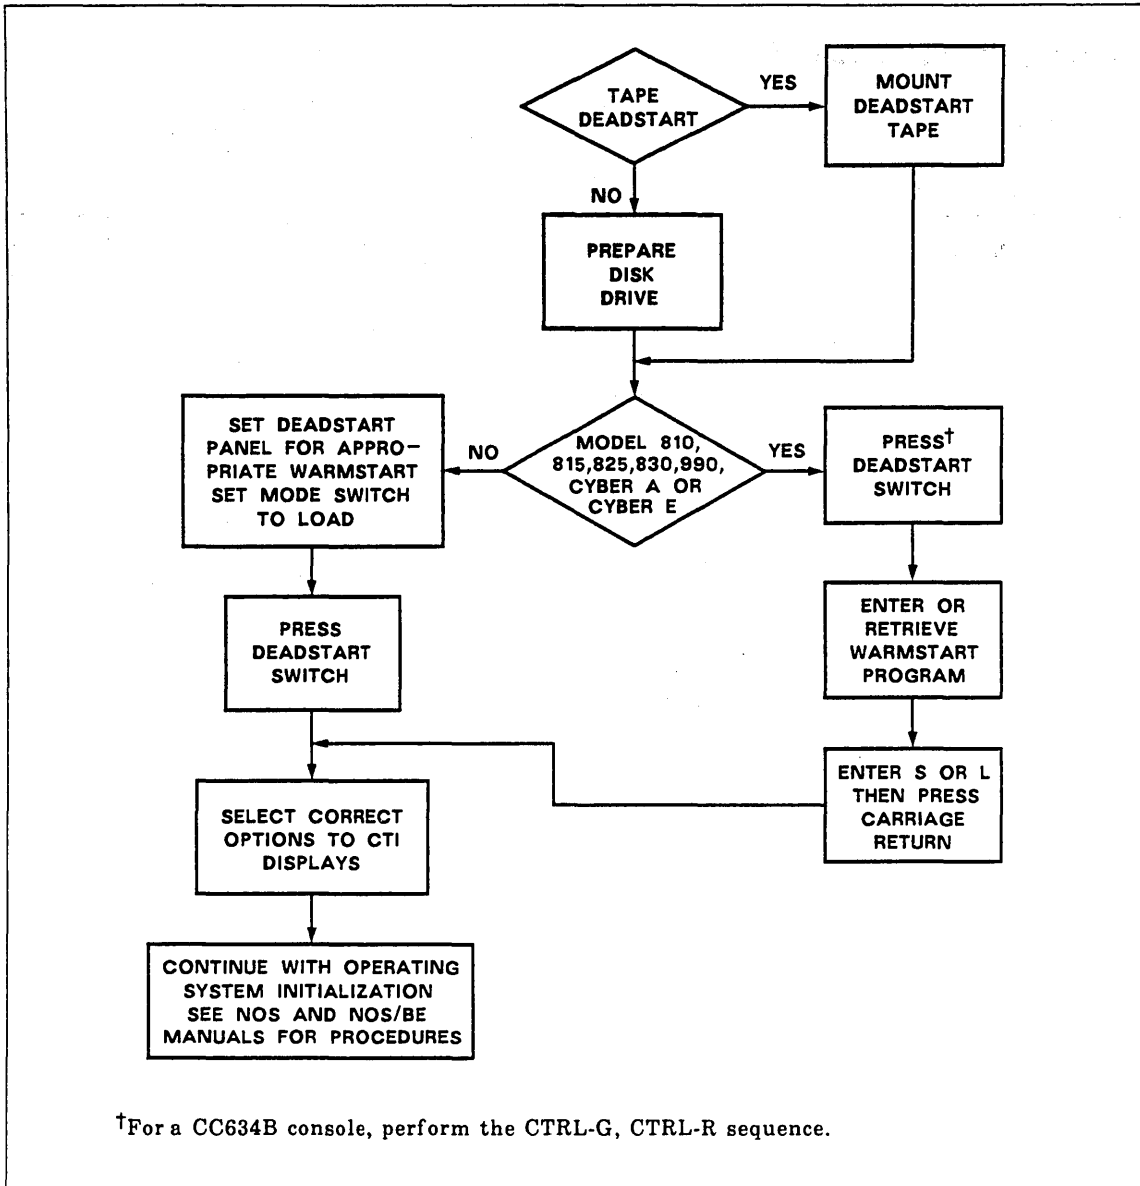 TAPE
DEADSTART
YES
MOUNT
DEADSTART
TAPE
NO
PREPARE
DISK
DRIVE
MODEL 810,
815,825,830,990,
CYBER A OR
CYBER E
NO
SET DEADSTART
PANEL FOR APPRO-
PRIATE WARMSTART
SET MODE SWITCH
TO LOAD
YES
PRESS†
DEADSTART
SWITCH
PRESS
DEADSTART
SWITCH
ENTER OR
RETRIEVE
WARMSTART
PROGRAM
ENTER S OR L
THEN PRESS
CARRIAGE
RETURN
SELECT CORRECT
OPTIONS TO CTI
DISPLAYS
CONTINUE WITH OPERATING
SYSTEM INITIALIZATION
SEE NOS AND NOS/BE
MANUALS FOR PROCEDURES
†For a CC634B console, perform the CTRL-G, CTRL-R sequence.